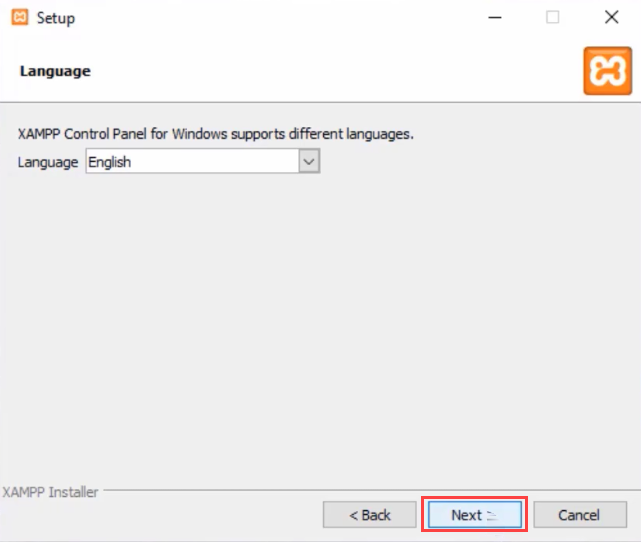 Setup
Language
XAMPP Control Panel for Windows supports different languages.
Language English
XAMPP Installer
< Back Next > Cancel